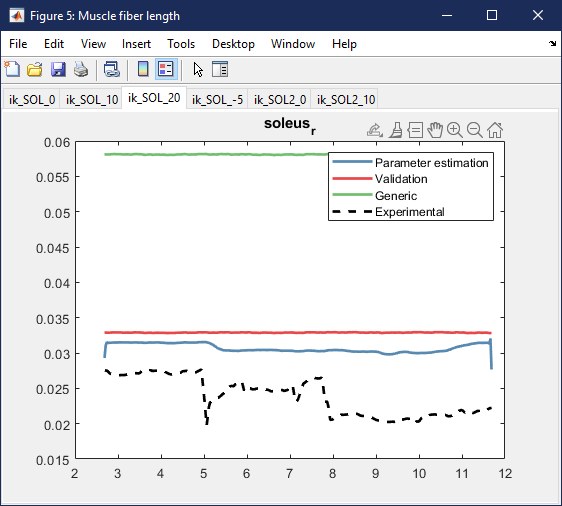 Figure 5: Muscle fiber length
File Edit View Insert Tools Desktop Window Help
ik_SOL_0 ik_SOL_10 ik_SOL_20 ik_SOL_-5 ik_SOL2_0 ik_SOL2_10
soleus_r
0.06
0.055
0.05
0.045
0.04
0.035
0.03
0.025
0.02
0.015
Parameter estimation
Validation
Generic
Experimental
2 3 4 5 6 7 8 9 10 11 12